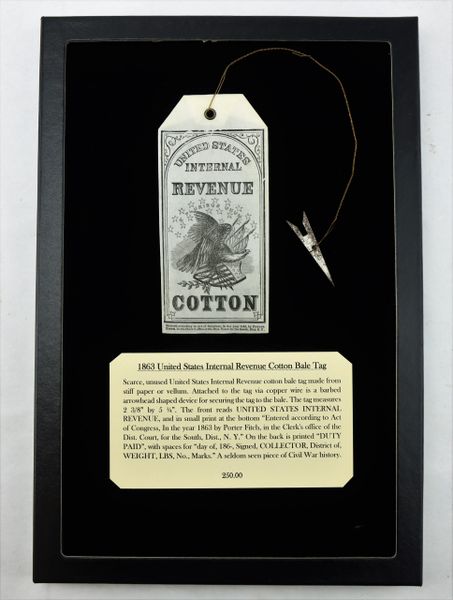 UNITED STATES
INTERNAL
REVENUE
COTTON
1863 United States Internal Revenue Cotton Bale Tag
Scarce, unused United States Internal Revenue cotton bale tag made from
stiff paper or vellum. Attached to the tag via copper wire is a barbed
arrowhead shaped device for securing the tag to the bale. The tag measures
2 3/8" by 5 ¼". The front reads UNITED STATES INTERNAL
REVENUE, and in small print at the bottom "Entered according to Act
of Congress, In the year 1863 by Porter Fitch, in the Clerk's office of the
Dist. Court, for the South, Dist., N. Y." On the back is printed "DUTY
PAID", with spaces for "day of, 186-, Signed, COLLECTOR, District of,
WEIGHT, LBS, No., Marks." A seldom seen piece of Civil War history.
250.00